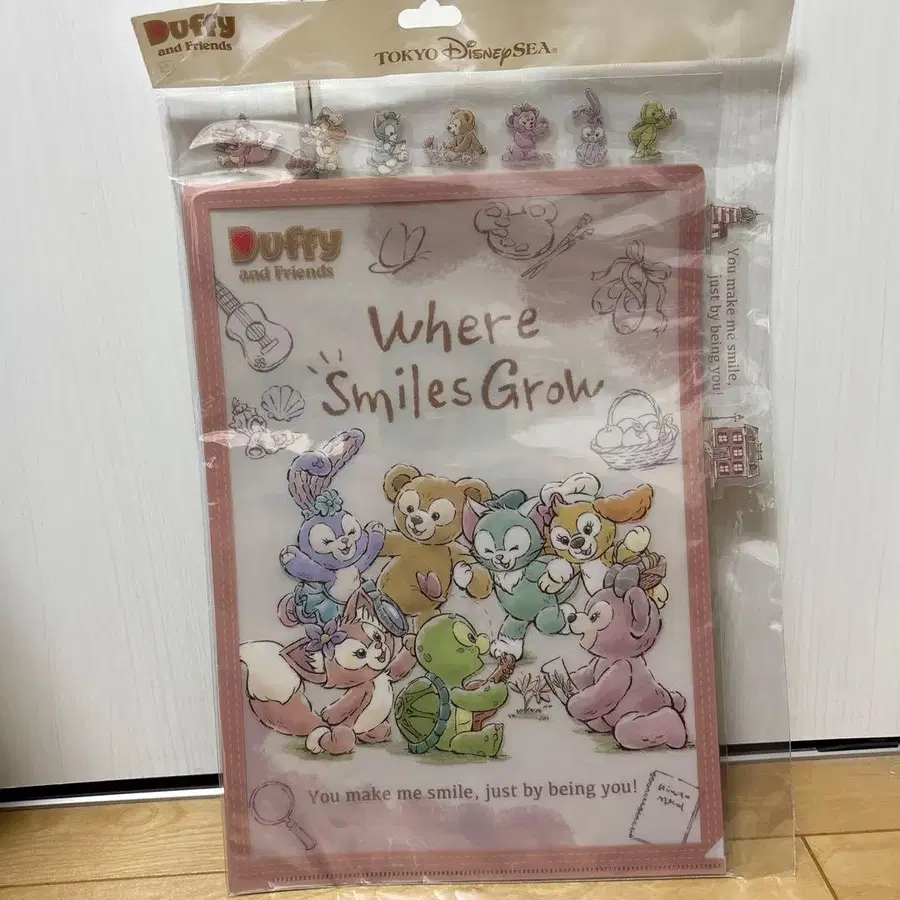 Duffy
and Friends
TOKYO DISNEYSEA®
Duffy
and Friends
Where
Smiles Grow
You make me smile,
just by being you!
You make me smile, just by being you!